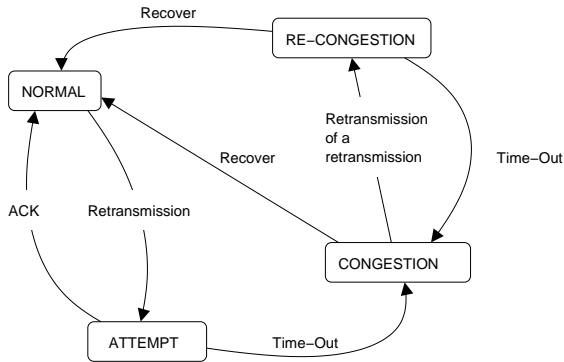 Recover
RE−CONGESTION
NORMAL
Retransmission
of a
retransmission
Recover
Time−Out
ACK
Retransmission
CONGESTION
ATTEMPT
Time−Out